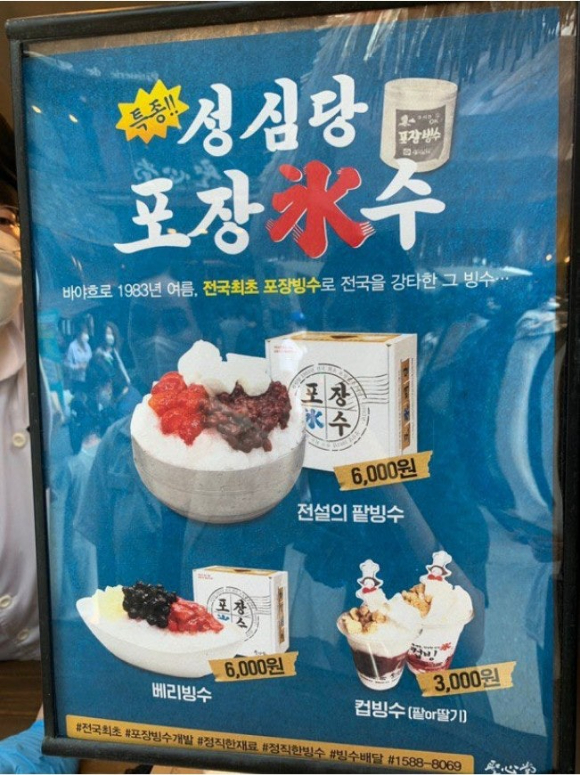 특종!!
성심당
포장氷수
포장빙수
바야흐로 1983년 여름, 전국최초 포장빙수로 전국을 강타한 그 빙수…
포장
氷수
6,000원
전설의 팥빙수
포장
氷수
6,000원
베리빙수
컵빙
3,000원
컵빙수 (팥or딸기)
#전국최초 #포장빙수개발 #정직한재료 #정직한빙수 #빙수배달 #1588-8069